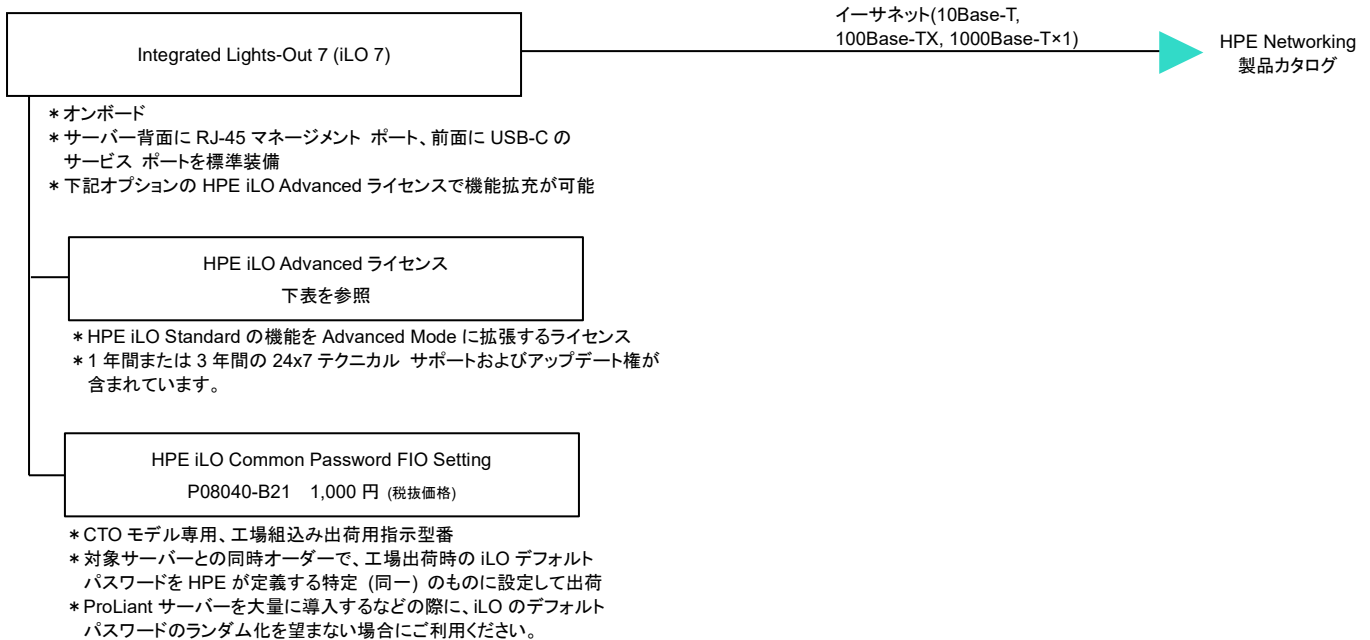 イーサネット(10Base-T,
100Base-TX, 1000Base-T×1)
Integrated Lights-Out 7 (iLO 7)
HPE Networking
製品カタログ
＊オンボード
＊サーバー背面に RJ-45 マネージメント ポート、前面に USB-C の
サービス ポートを標準装備
＊下記オプションの HPE iLO Advanced ライセンスで機能拡充が可能
HPE iLO Advanced ライセンス
下表を参照
＊HPE iLO Standard の機能を Advanced Mode に拡張するライセンス
＊1 年間または 3 年間の 24x7 テクニカル サポートおよびアップデート権が
含まれています。
HPE iLO Common Password FIO Setting
P08040-B21 1,000 円 (税抜価格)
＊CTO モデル専用、工場組込み出荷用指示型番
＊対象サーバーとの同時オーダーで、工場出荷時の iLO デフォルト
パスワードを HPE が定義する特定 (同一) のものに設定して出荷
＊ProLiant サーバーを大量に導入するなどの際に、iLO のデフォルト
パスワードのランダム化を望まない場合にご利用ください。